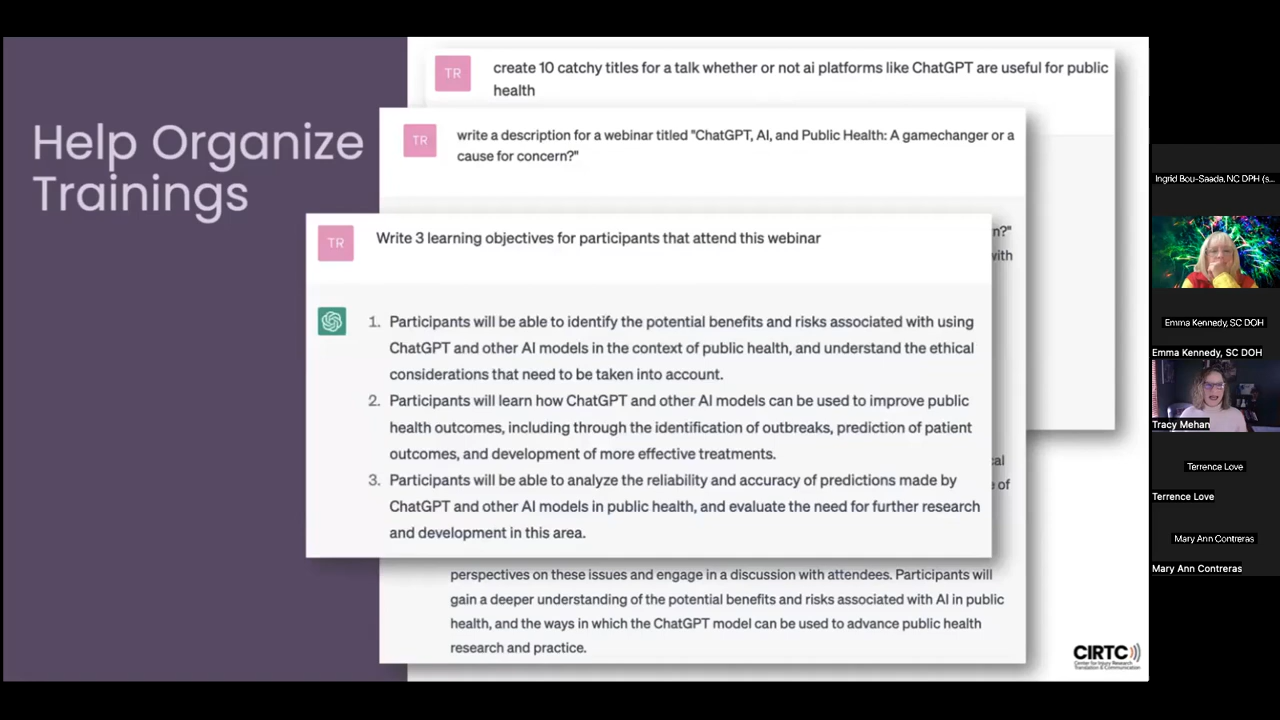 Help Organize
Trainings
TR
create 10 catchy titles for a talk whether or not ai platforms like ChatGPT are useful for public
health
TR
write a description for a webinar titled "ChatGPT, AI, and Public Health: A gamechanger or a
cause for concern?"
TR
Write 3 learning objectives for participants that attend this webinar
n?"
with
1. Participants will be able to identify the potential benefits and risks associated with using
ChatGPT and other AI models in the context of public health, and understand the ethical
considerations that need to be taken into account.
2. Participants will learn how ChatGPT and other AI models can be used to improve public
health outcomes, including through the identification of outbreaks, prediction of patient
outcomes, and development of more effective treatments.
3. Participants will be able to analyze the reliability and accuracy of predictions made by
ChatGPT and other AI models in public health, and evaluate the need for further research
and development in this area.
cal
e of
perspectives on these issues and engage in a discussion with attendees. Participants will
gain a deeper understanding of the potential benefits and risks associated with AI in public
health, and the ways in which the ChatGPT model can be used to advance public health
research and practice.
CIRTC
Center for Injury Research
Translation & Communication
Ingrid Bou-Saada, NC DPH (s...
Emma Kennedy, SC DOH
Emma Kennedy, SC DOH
Tracy Mehan
Terrence Love
Terrence Love
Mary Ann Contreras
Mary Ann Contreras